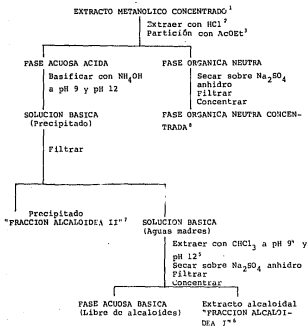 EXTRACTO METANOLICO CONCENTRADO¹
Extraer con HCl²
Partición con AcOEt³
FASE ACUOSA ACIDA
Basificar con NH₄OH
a pH 9 y pH 12
FASE ORGANICA NEUTRA
Secar sobre Na₂SO₄
anhidro
Filtrar
Concentrar
SOLUCION BASICA
(Precipitado)
FASE ORGANICA NEUTRA CONCEN-
TRADA⁸
Filtrar
Precipitado
"FRACCION ALCALOIDEA II"⁷
SOLUCION BASICA
(Aguas madres)
Extraer con CHCl₃ a pH 9⁴ y
pH 12⁵
Secar sobre Na₂SO₄ anhidro
Filtrar
Concentrar
FASE ACUOSA BASICA
(Libre de alcaloides)
Extracto alcaloidal
"FRACCION ALCALOI-
DEA I"⁶